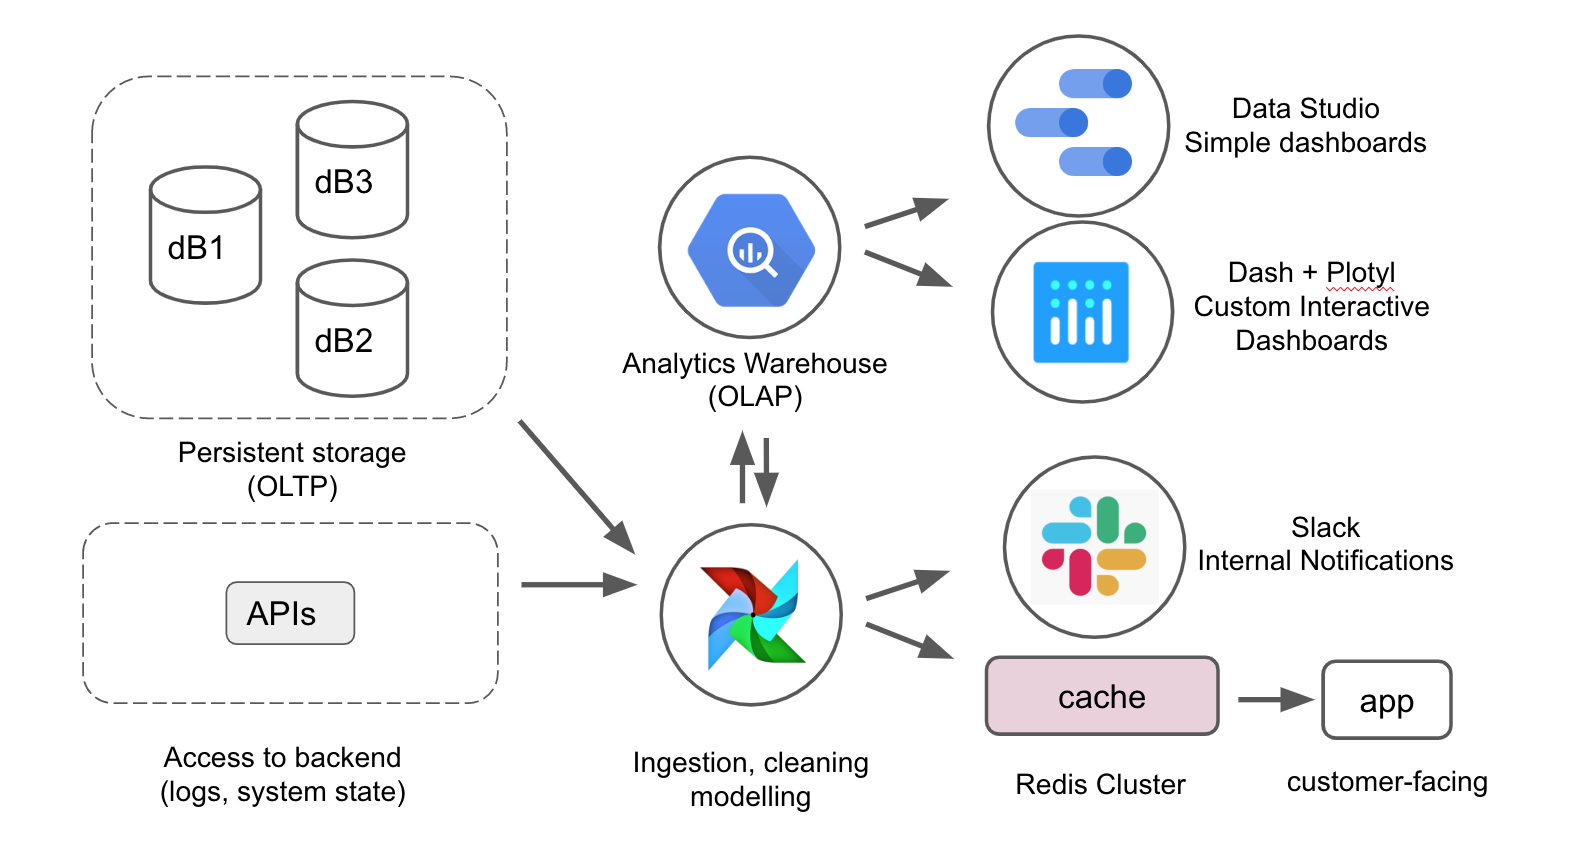 dB3
dB1
dB2
Persistent storage
(OLTP)
APIs
Access to backend
(logs, system state)
Analytics Warehouse
(OLAP)
Ingestion, cleaning
modelling
Data Studio
Simple dashboards
Dash + Plotyl
Custom Interactive
Dashboards
Slack
Internal Notifications
cache
Redis Cluster
app
customer-facing